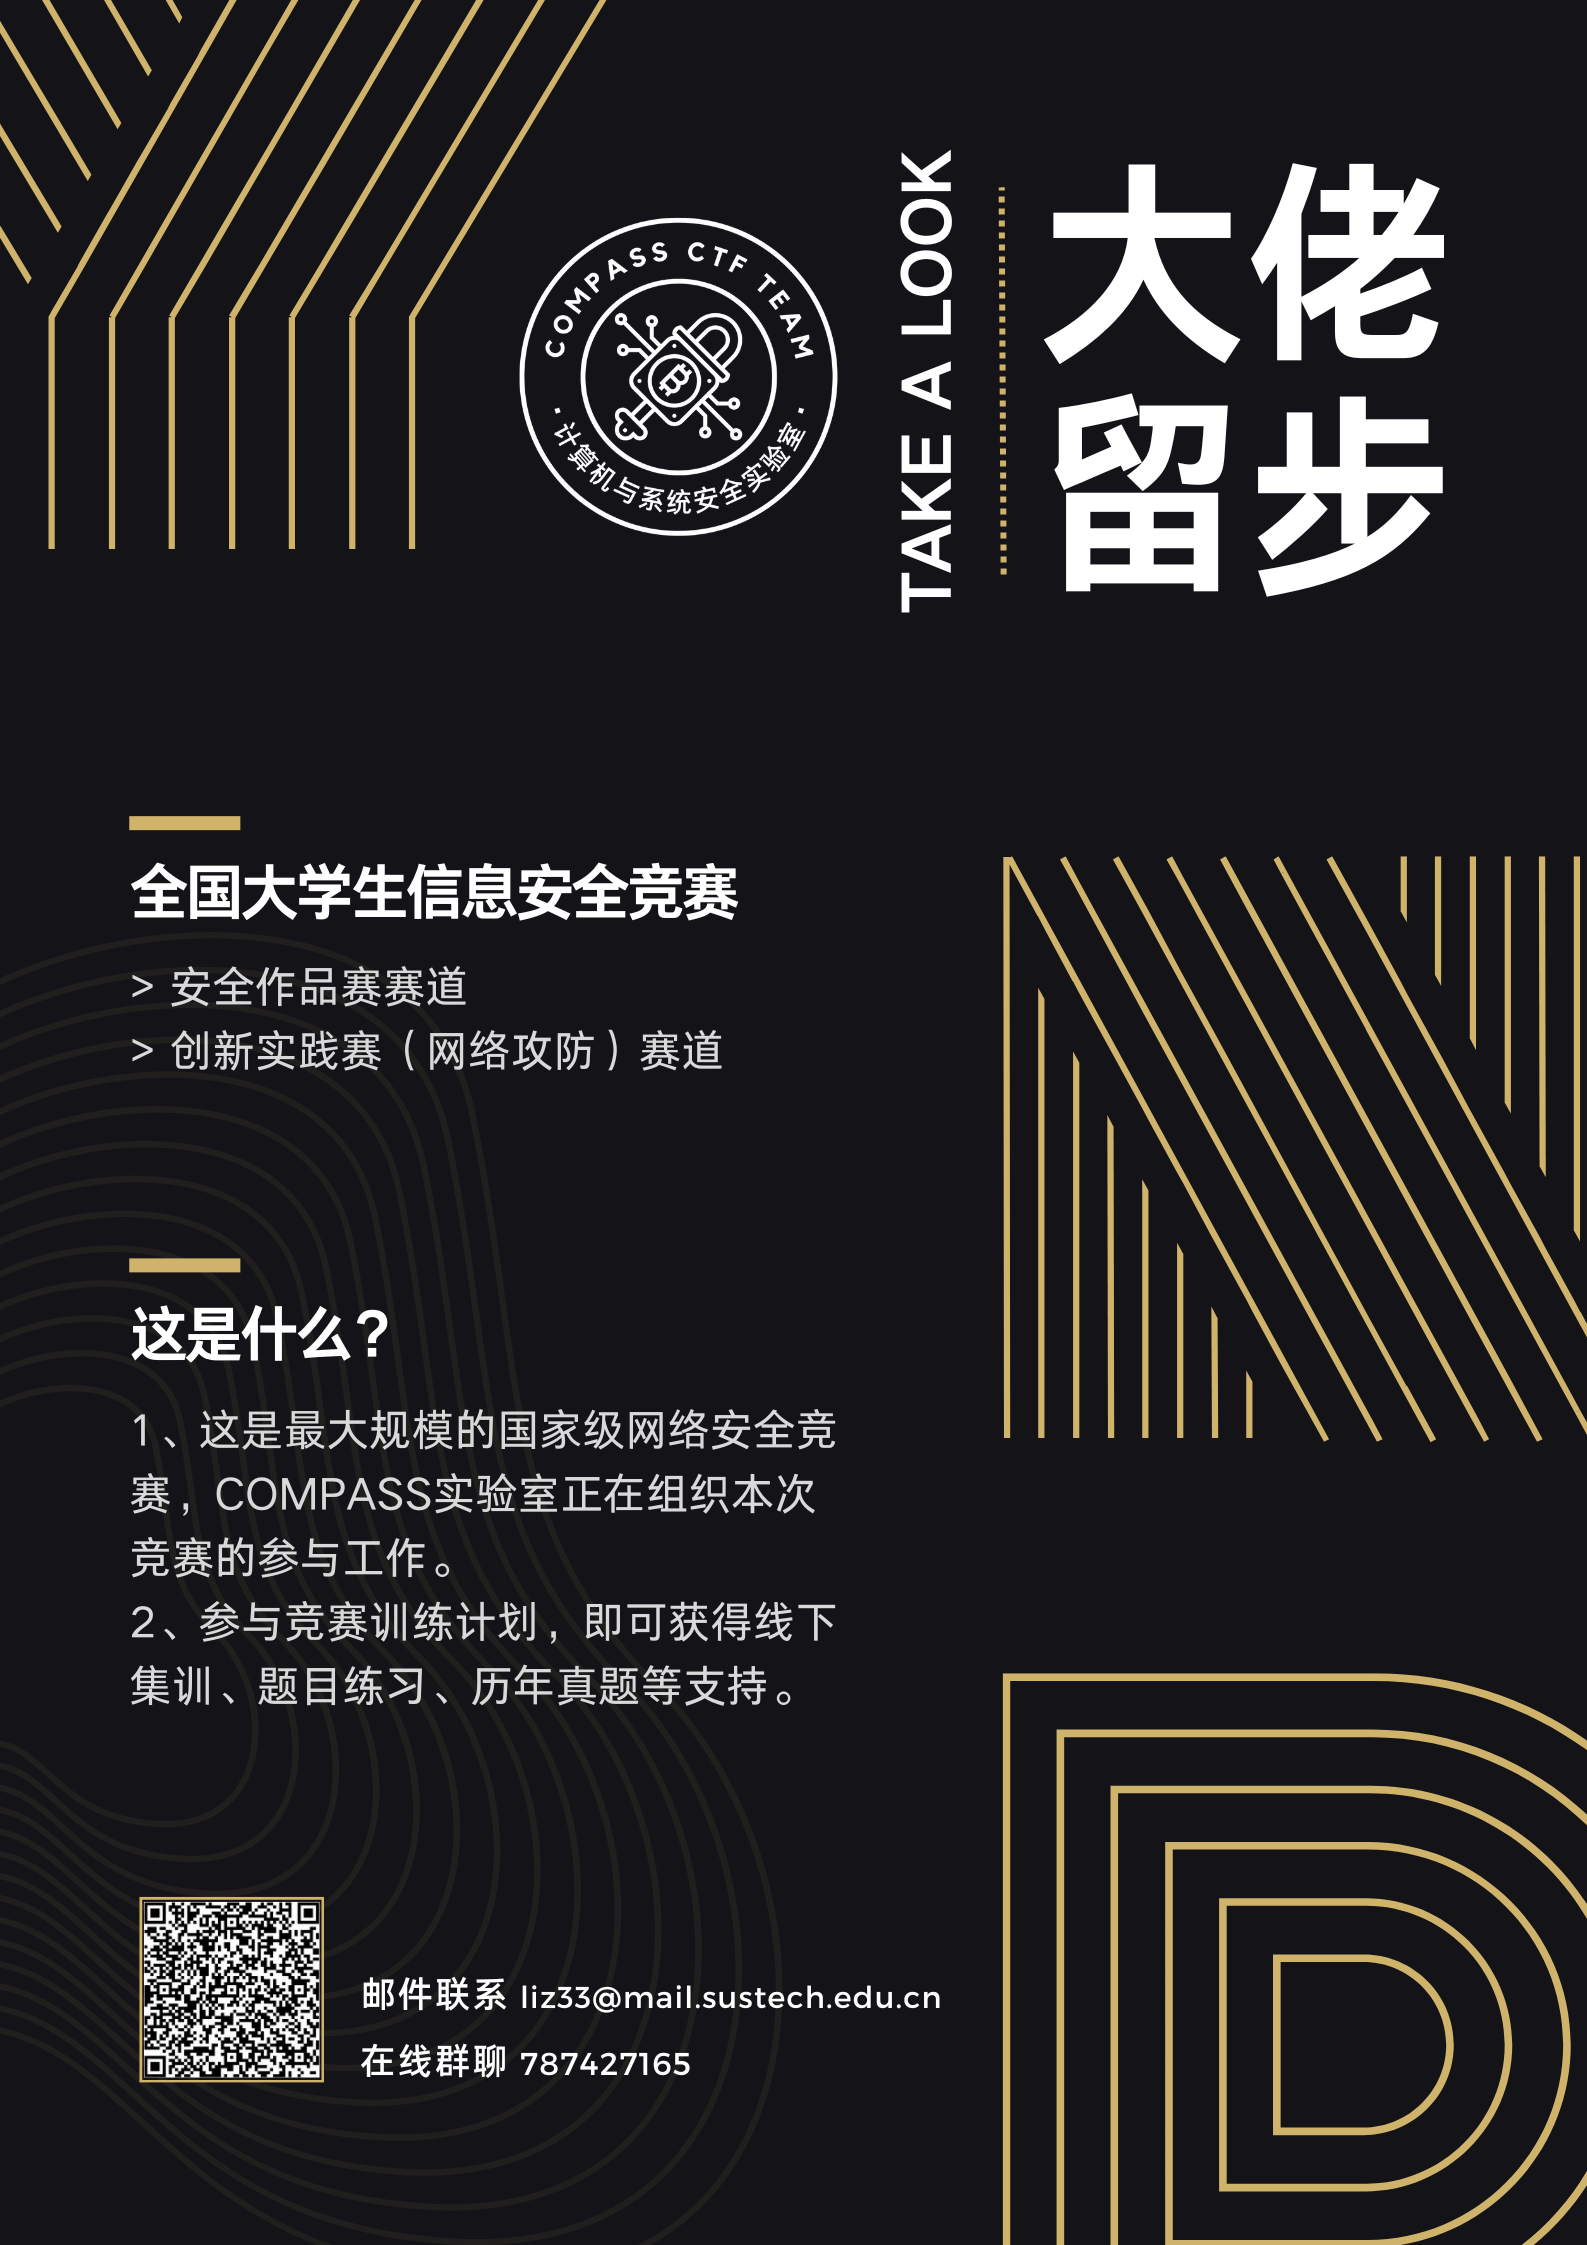 大佬
留步
TAKE A LOOK
COMPASS CTF TEAM
· 计算机与系统安全实验室 ·
全国大学生信息安全竞赛
> 安全作品赛赛道
> 创新实践赛（网络攻防）赛道
这是什么？
1、这是最大规模的国家级网络安全竞
赛，COMPASS实验室正在组织本次
竞赛的参与工作。
2、参与竞赛训练计划，即可获得线下
集训、题目练习、历年真题等支持。
邮件联系 liz33@mail.sustech.edu.cn
在线群聊 787427165